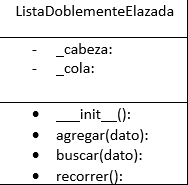 ListaDoblementeElazada
- _cabeza:
- _cola:
• ___init__():
• agregar(dato):
• buscar(dato):
• recorrer():